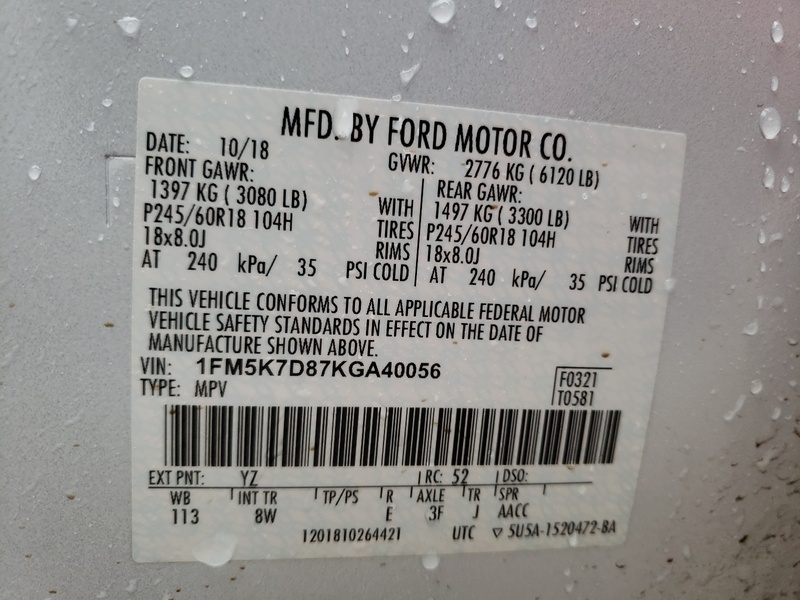 MFD. BY FORD MOTOR CO.
DATE: 10/18 GVWR: 2776 KG ( 6120 LB)
FRONT GAWR: REAR GAWR:
1397 KG ( 3080 LB) WITH 1497 KG ( 3300 LB) WITH
P245/60R18 104H TIRES P245/60R18 104H TIRES
18x8.0J RIMS 18x8.0J RIMS
AT 240 kPa/ 35 PSI COLD AT 240 kPa/ 35 PSI COLD
THIS VEHICLE CONFORMS TO ALL APPLICABLE FEDERAL MOTOR
VEHICLE SAFETY STANDARDS IN EFFECT ON THE DATE OF
MANUFACTURE SHOWN ABOVE.
VIN: 1FM5K7D87KGA40056 F0321
TYPE: MPV T0581
EXT PNT: YZ RC: 52 DSO:
WB INT TR TP/PS R AXLE TR SPR
113 8W E 3F J AACC
1201810264421 UTC ▽ 5U5A-1520472-BA